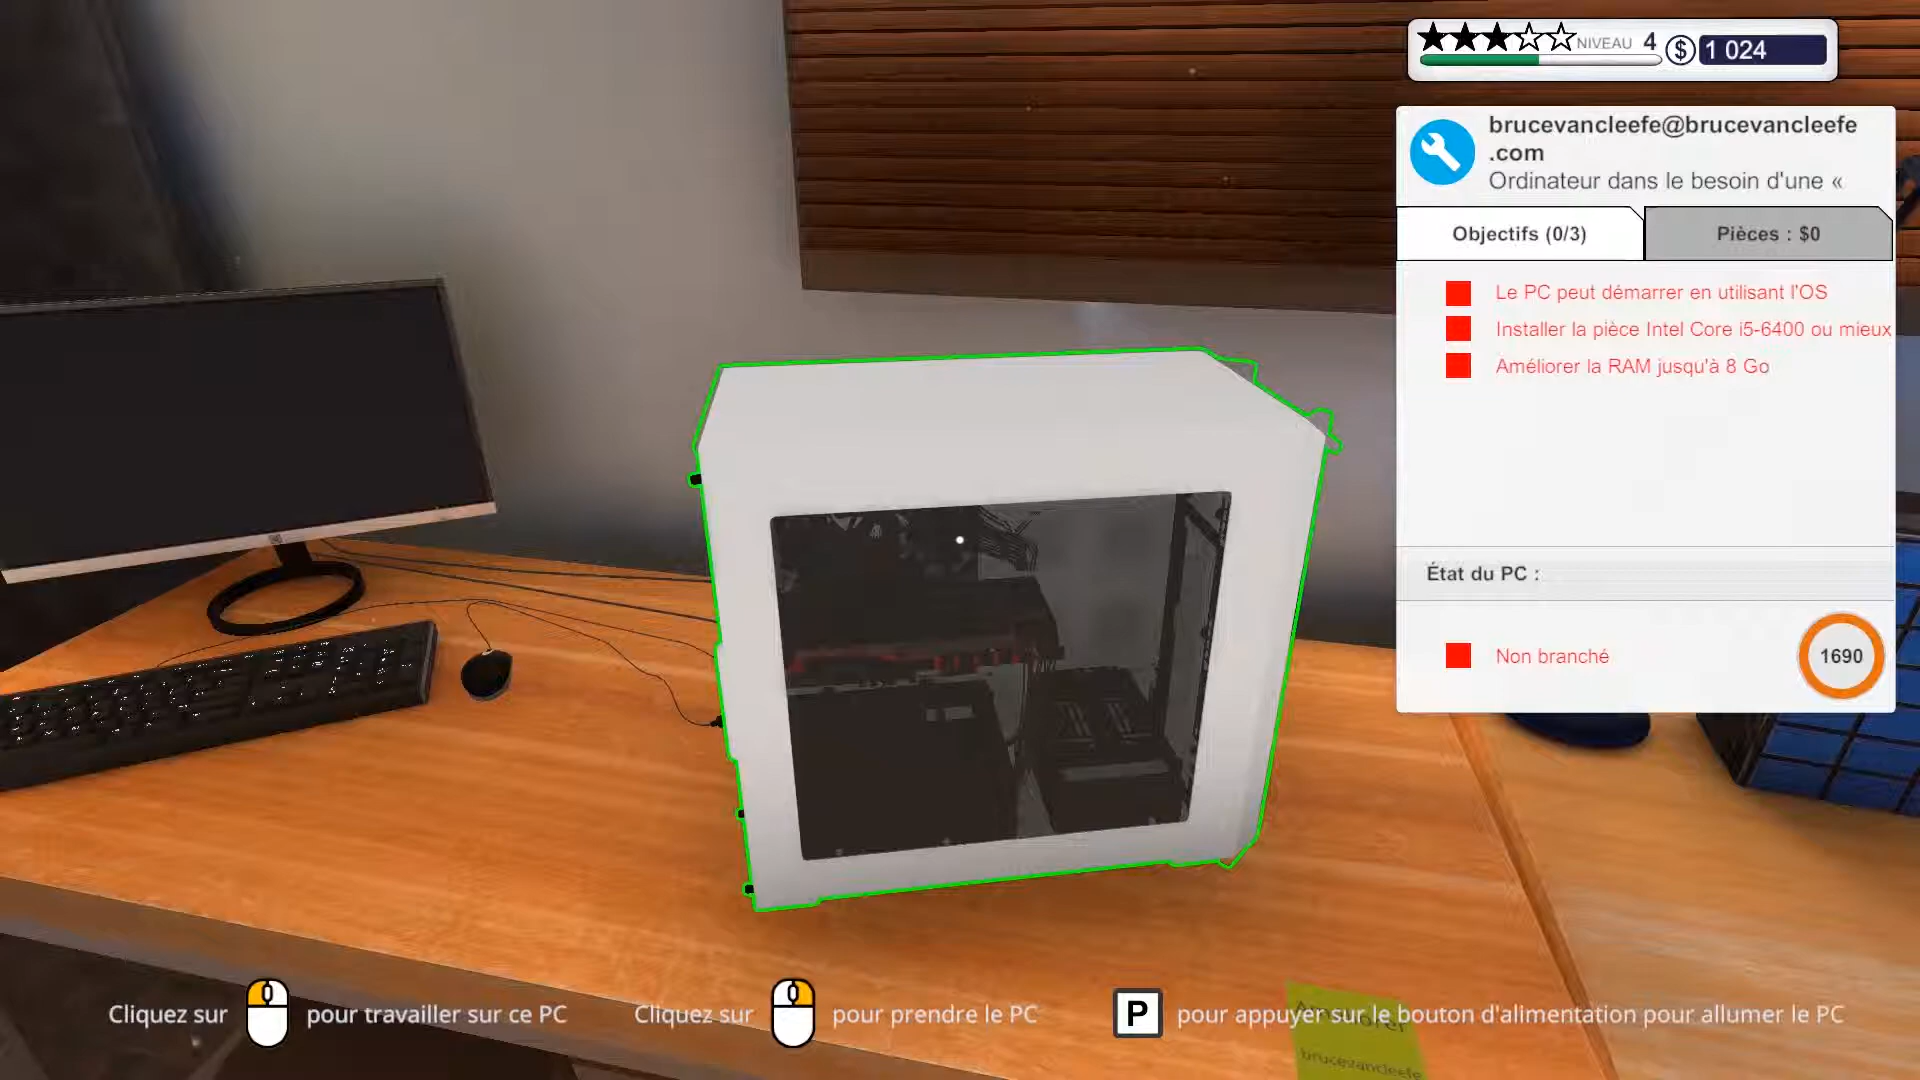 NIVEAU 4 $ 1 024
brucevancleefe@brucevancleefe
.com
Ordinateur dans le besoin d'une «
Objectifs (0/3)
Pièces : $0
Le PC peut démarrer en utilisant l'OS
Installer la pièce Intel Core i5-6400 ou mieux
Améliorer la RAM jusqu'à 8 Go
État du PC :
Non branché
1690
Cliquez sur pour travailler sur ce PC
Cliquez sur pour prendre le PC
P pour appuyer sur le bouton d'alimentation pour allumer le PC
Améliorer
brucevancleefe